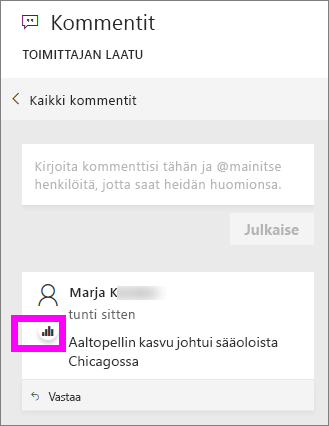 Kommentit
TOIMITTAJAN LAATU
Kaikki kommentit
Kirjoita kommenttisi tähän ja @mainitse
henkilöitä, jotta saat heidän huomionsa.
Julkaise
Marja
tunti sitten
Aaltopellin kasvu johtui sääoloista
Chicagossa
Vastaa